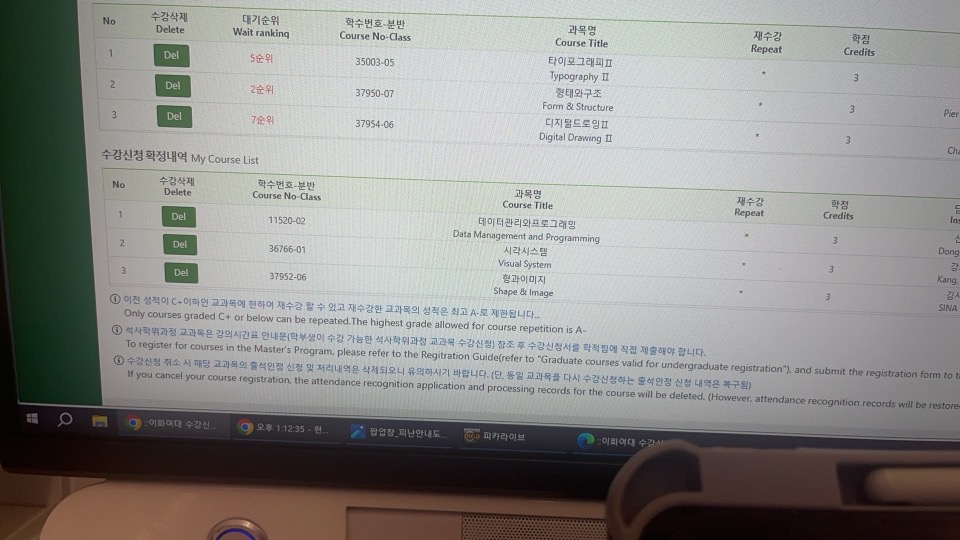 No 수강삭제 대기순위 학수번호-분반 과목명 재수강 학점
Delete Wait ranking Course No-Class Course Title Repeat Credits
1 Del 5순위 35003-05 타이포그래피Ⅱ * 3
Typography Ⅱ
2 Del 2순위 37950-07 형태와구조 * 3
Form & Structure Pier
3 Del 7순위 37954-06 디지털드로잉Ⅱ * 3
Digital Drawing Ⅱ Cha
수강신청 확정내역 My Course List
No 수강삭제 학수번호-분반 과목명 재수강 학점
Delete Course No-Class Course Title Repeat Credits Ins
1 Del 11520-02 데이터관리와프로그래밍 * 3
Data Management and Programming Dong
2 Del 36766-01 시각시스템 * 3
Visual System Kang,
3 Del 37952-06 형과이미지 * 3
Shape & Image SINA
이전 성적이 C+이하인 교과목에 한하여 재수강 할 수 있고 재수강한 교과목의 성적은 최고 A-로 제한됩니다.
Only courses graded C+ or below can be repeated.The highest grade allowed for course repetition is A-
석사학위과정 교과목은 강의시간표 안내문(학부생이 수강 가능한 석사학위과정 교과목 수강신청) 참조 후 수강신청서를 학적팀에 직접 제출해야 합니다.
To register for courses in the Master's Program, please refer to the Regitration Guide(refer to "Graduate courses valid for undergraduate registration"), and submit the registration form to
수강신청 취소 시 해당 교과목의 출석인정 신청 및 처리내역은 삭제되오니 유의하시기 바랍니다. (단, 동일 교과목을 다시 수강신청하는 출석인정 신청 내역은 복구됨)
If you cancel your course registration, the attendance recognition application and processing records for the course will be deleted. (However, attendance recognition records will be restore
::이화여대 수강신... 오후 1:12:35 - 현... 팝업창_피난안내도... 피카라이브 ::이화여대 수강